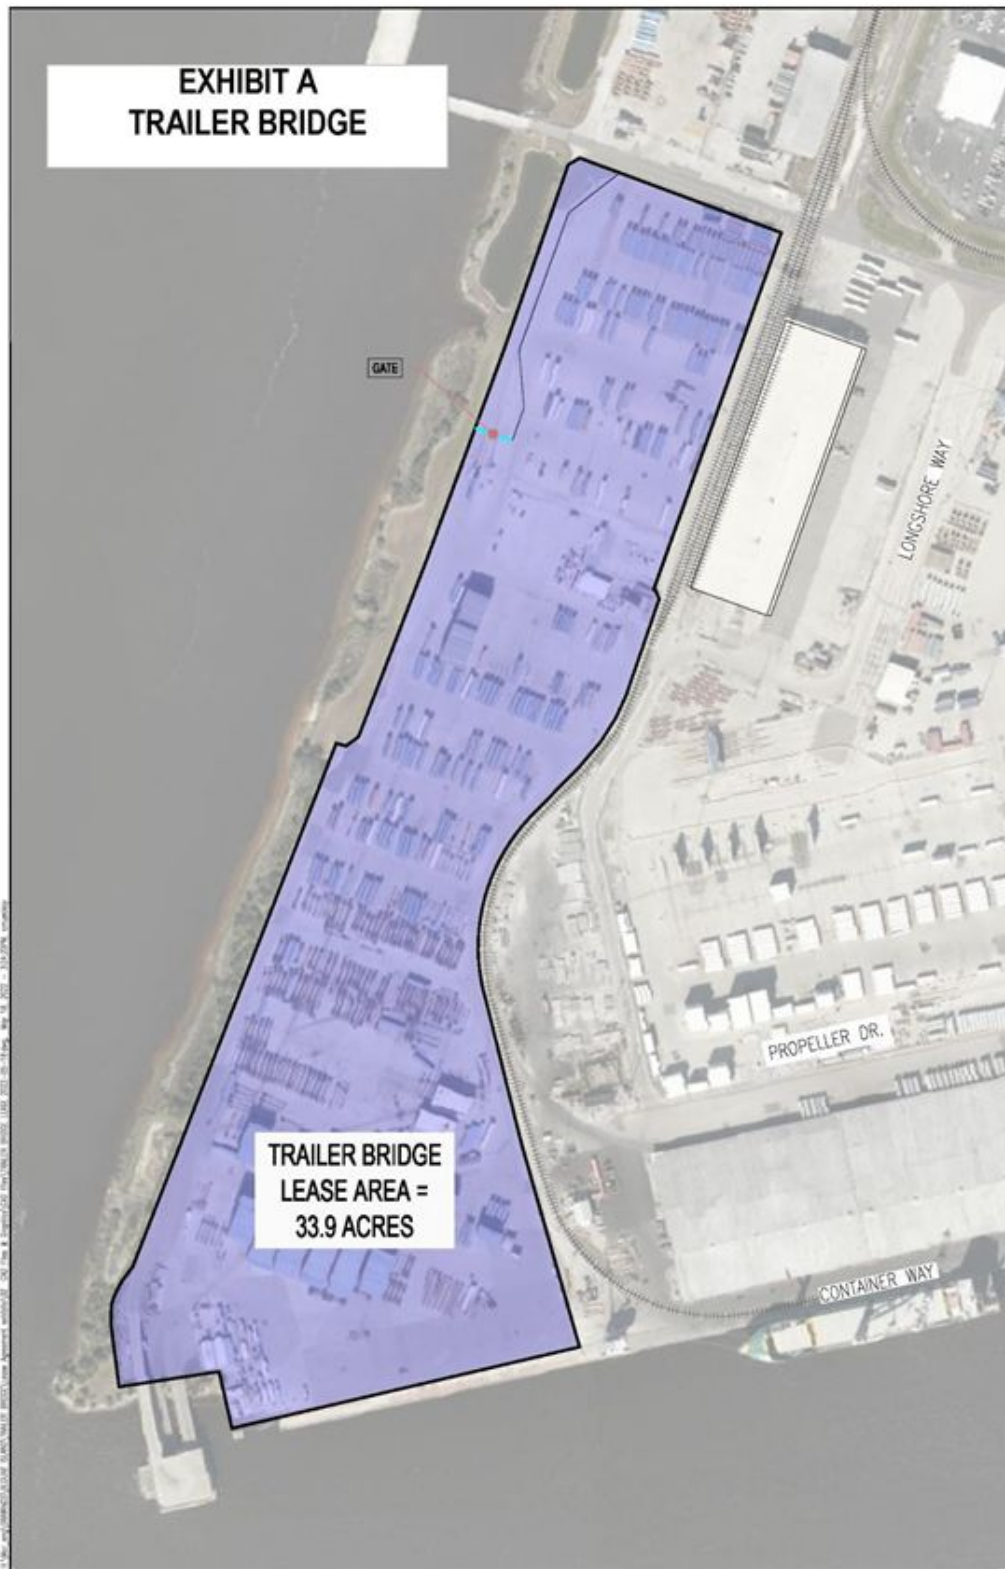 EXHIBIT A
TRAILER BRIDGE
GATE
LONGSHORE WAY
PROPELLER DR.
TRAILER BRIDGE
LEASE AREA =
33.9 ACRES
CONTAINER WAY